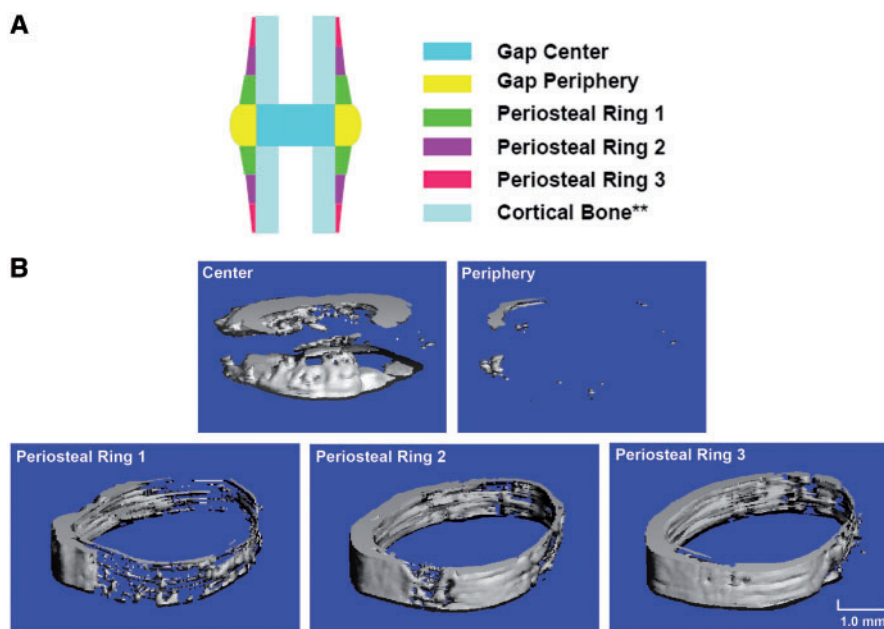 A
Gap Center
Gap Periphery
Periosteal Ring 1
Periosteal Ring 2
Periosteal Ring 3
Cortical Bone**
B
Center
Periphery
Periosteal Ring 1
Periosteal Ring 2
Periosteal Ring 3
1.0 mm